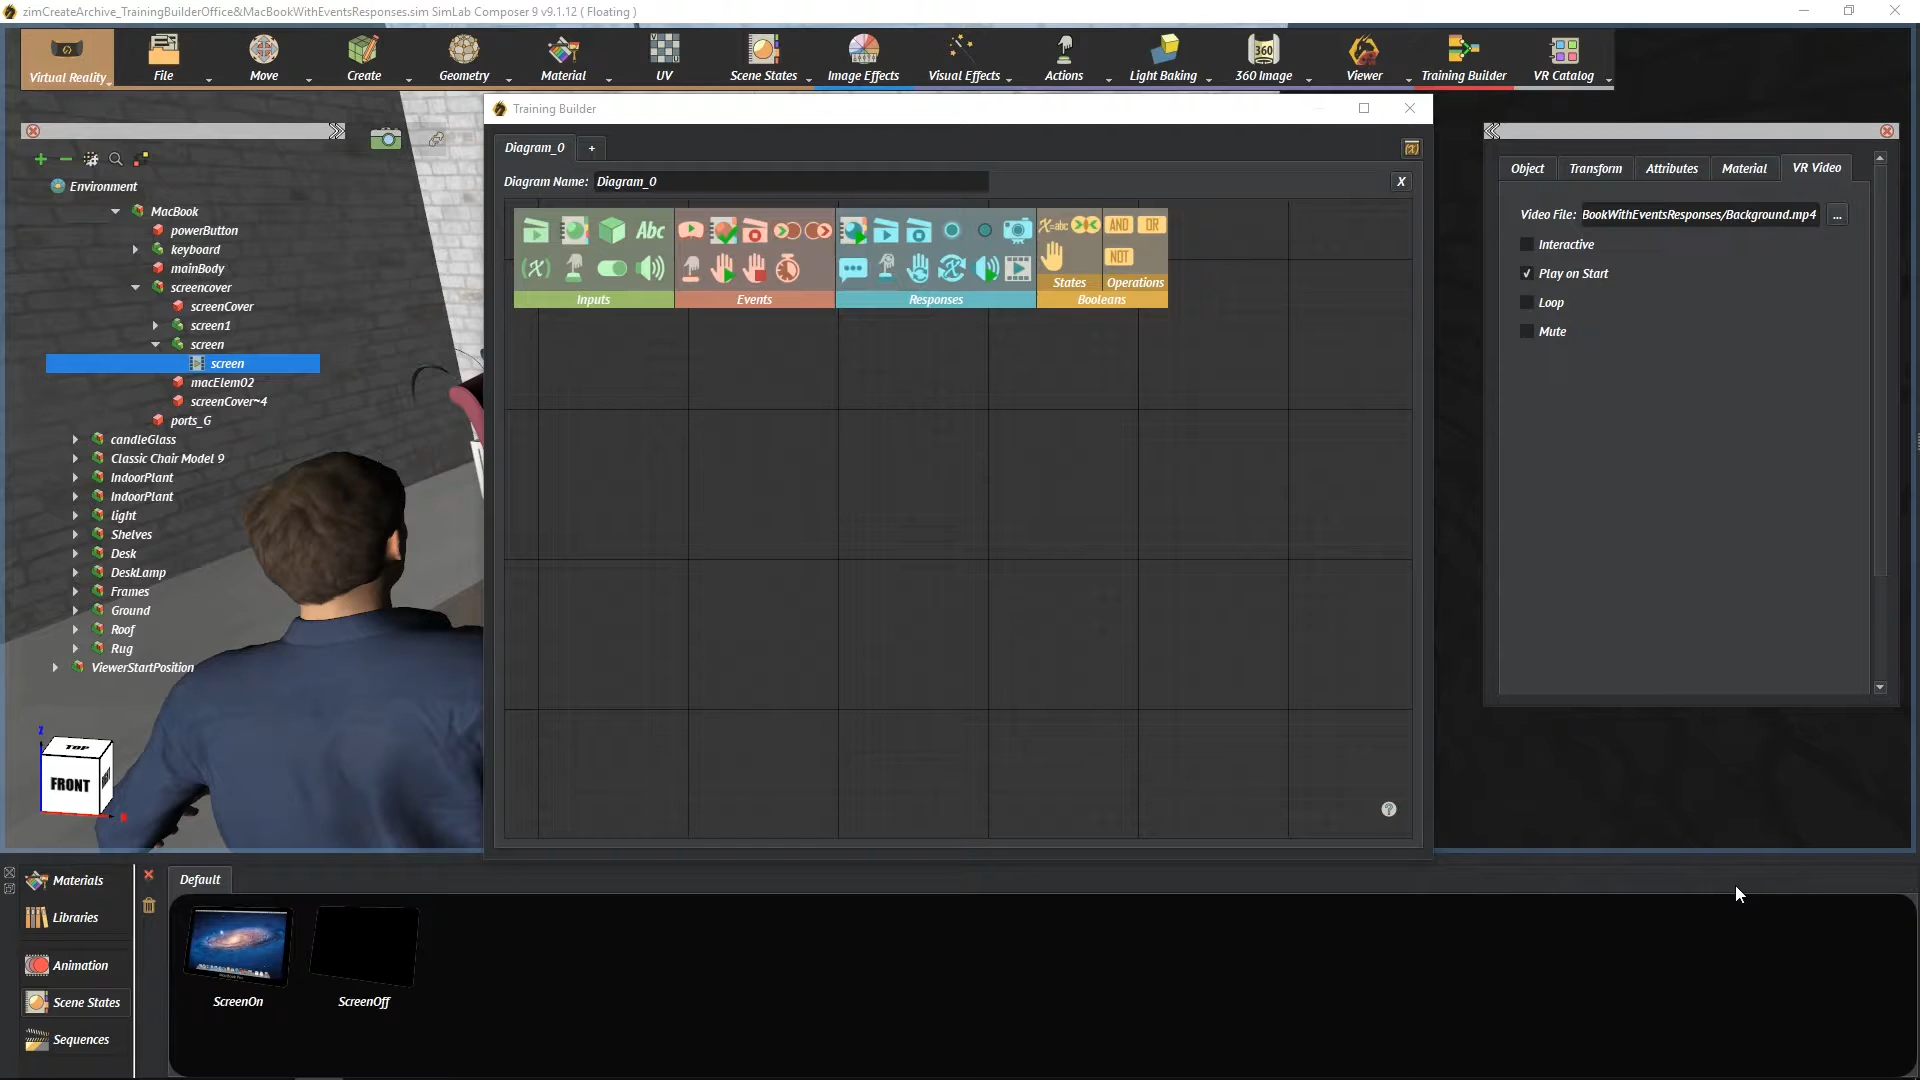 zimCreateArchive_TrainingBuilderOffice&MacBookWithEventsResponses.sim SimLab Composer 9 v9.1.12 ( Floating )
Virtual Reality
File
Move
Create
Geometry
Material
UV
Scene States
Image Effects
Visual Effects
Actions
Light Baking
360
360 Image
Viewer
Training Builder
VR Catalog
Training Builder
Diagram_0
+
Diagram Name: Diagram_0
X
Abc
(x)
Inputs
Events
Responses
X=abc
AND
OR
NOT
States
Operations
Booleans
Environment
MacBook
powerButton
keyboard
mainBody
screencover
screenCover
screen1
screen
screen
macElem02
screenCover~4
ports_G
candleGlass
Classic Chair Model 9
IndoorPlant
IndoorPlant
light
Shelves
Desk
DeskLamp
Frames
Ground
Roof
Rug
ViewerStartPosition
Object
Transform
Attributes
Material
VR Video
Video File: BookWithEventsResponses/Background.mp4 ...
Interactive
Play on Start
Loop
Mute
Z
TOP
FRONT
?
Materials
Libraries
Animation
Scene States
Sequences
Default
ScreenOn
ScreenOff